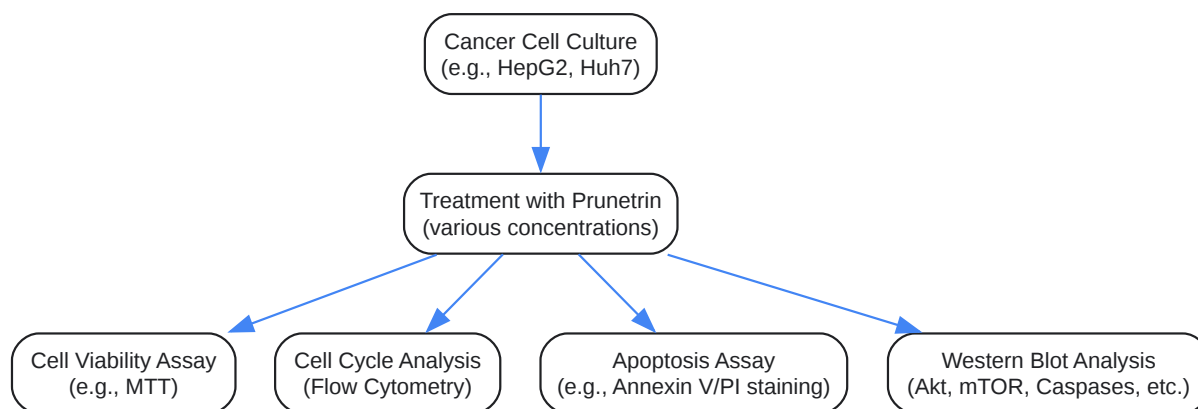 Cancer Cell Culture
(e.g., HepG2, Huh7)
Treatment with Prunetrin
(various concentrations)
Cell Viability Assay
(e.g., MTT)
Cell Cycle Analysis
(Flow Cytometry)
Apoptosis Assay
(e.g., Annexin V/PI staining)
Western Blot Analysis
(Akt, mTOR, Caspases, etc.)